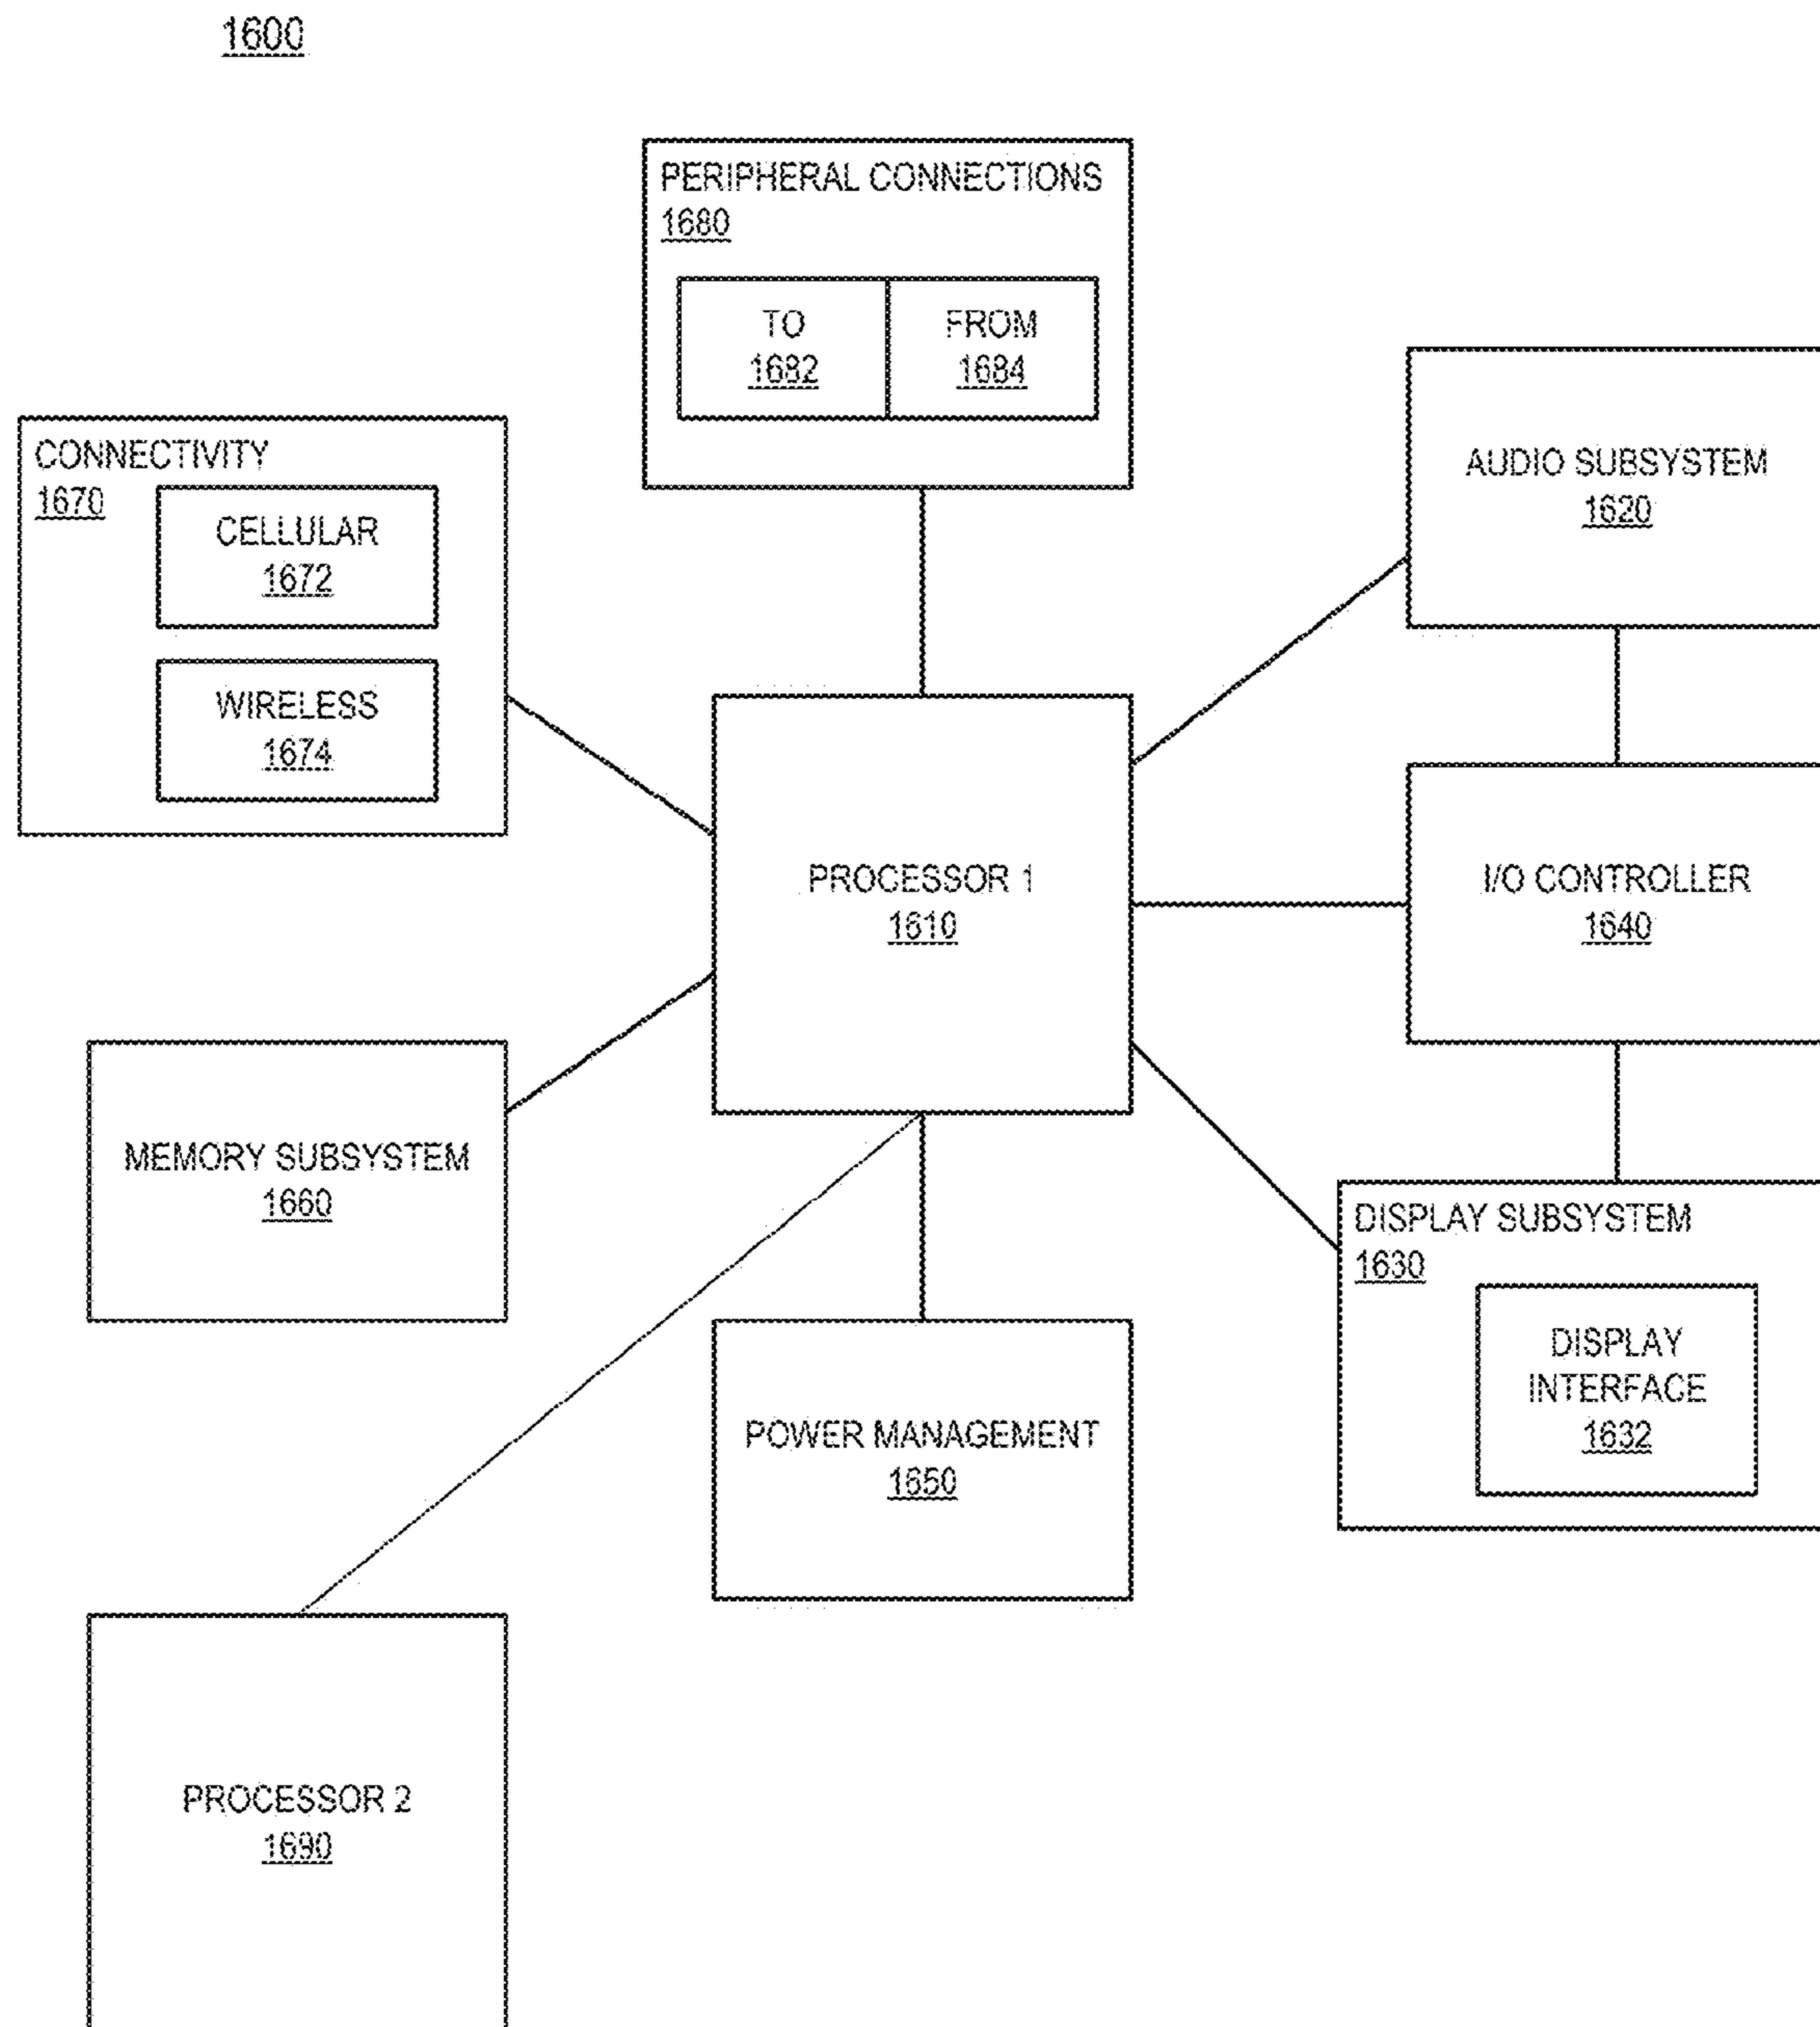 1600
PERIPHERAL CONNECTIONS
1680
TO
1682
FROM
1684
CONNECTIVITY
1670
CELLULAR
1672
WIRELESS
1674
AUDIO SUBSYSTEM
1620
PROCESSOR 1
1610
I/O CONTROLLER
1640
MEMORY SUBSYSTEM
1660
DISPLAY SUBSYSTEM
1630
DISPLAY
INTERFACE
1632
POWER MANAGEMENT
1650
PROCESSOR 2
1690